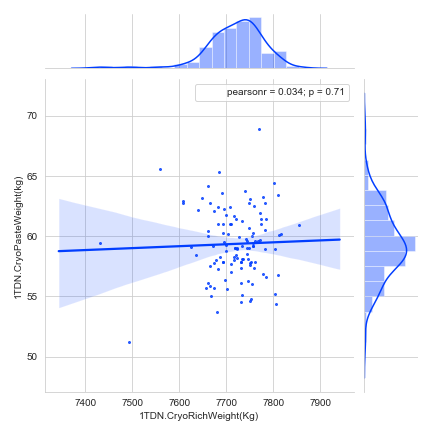 pearsonr = 0.034; p = 0.71
70
65
60
55
50
1TDN.CryoPasteWeight(kg)
7400 7500 7600 7700 7800 7900
1TDN.CryoRichWeight(Kg)